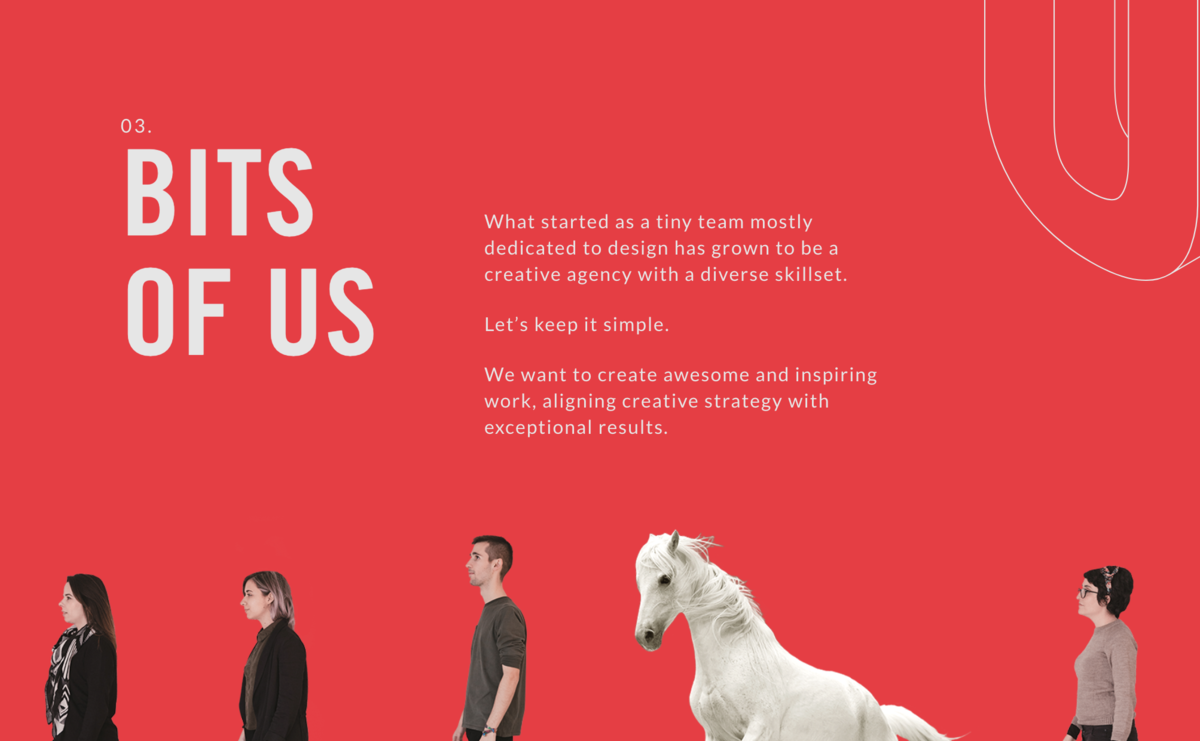 03.
BITS
OF US
What started as a tiny team mostly
dedicated to design has grown to be a
creative agency with a diverse skillset.
Let’s keep it simple.
We want to create awesome and inspiring
work, aligning creative strategy with
exceptional results.